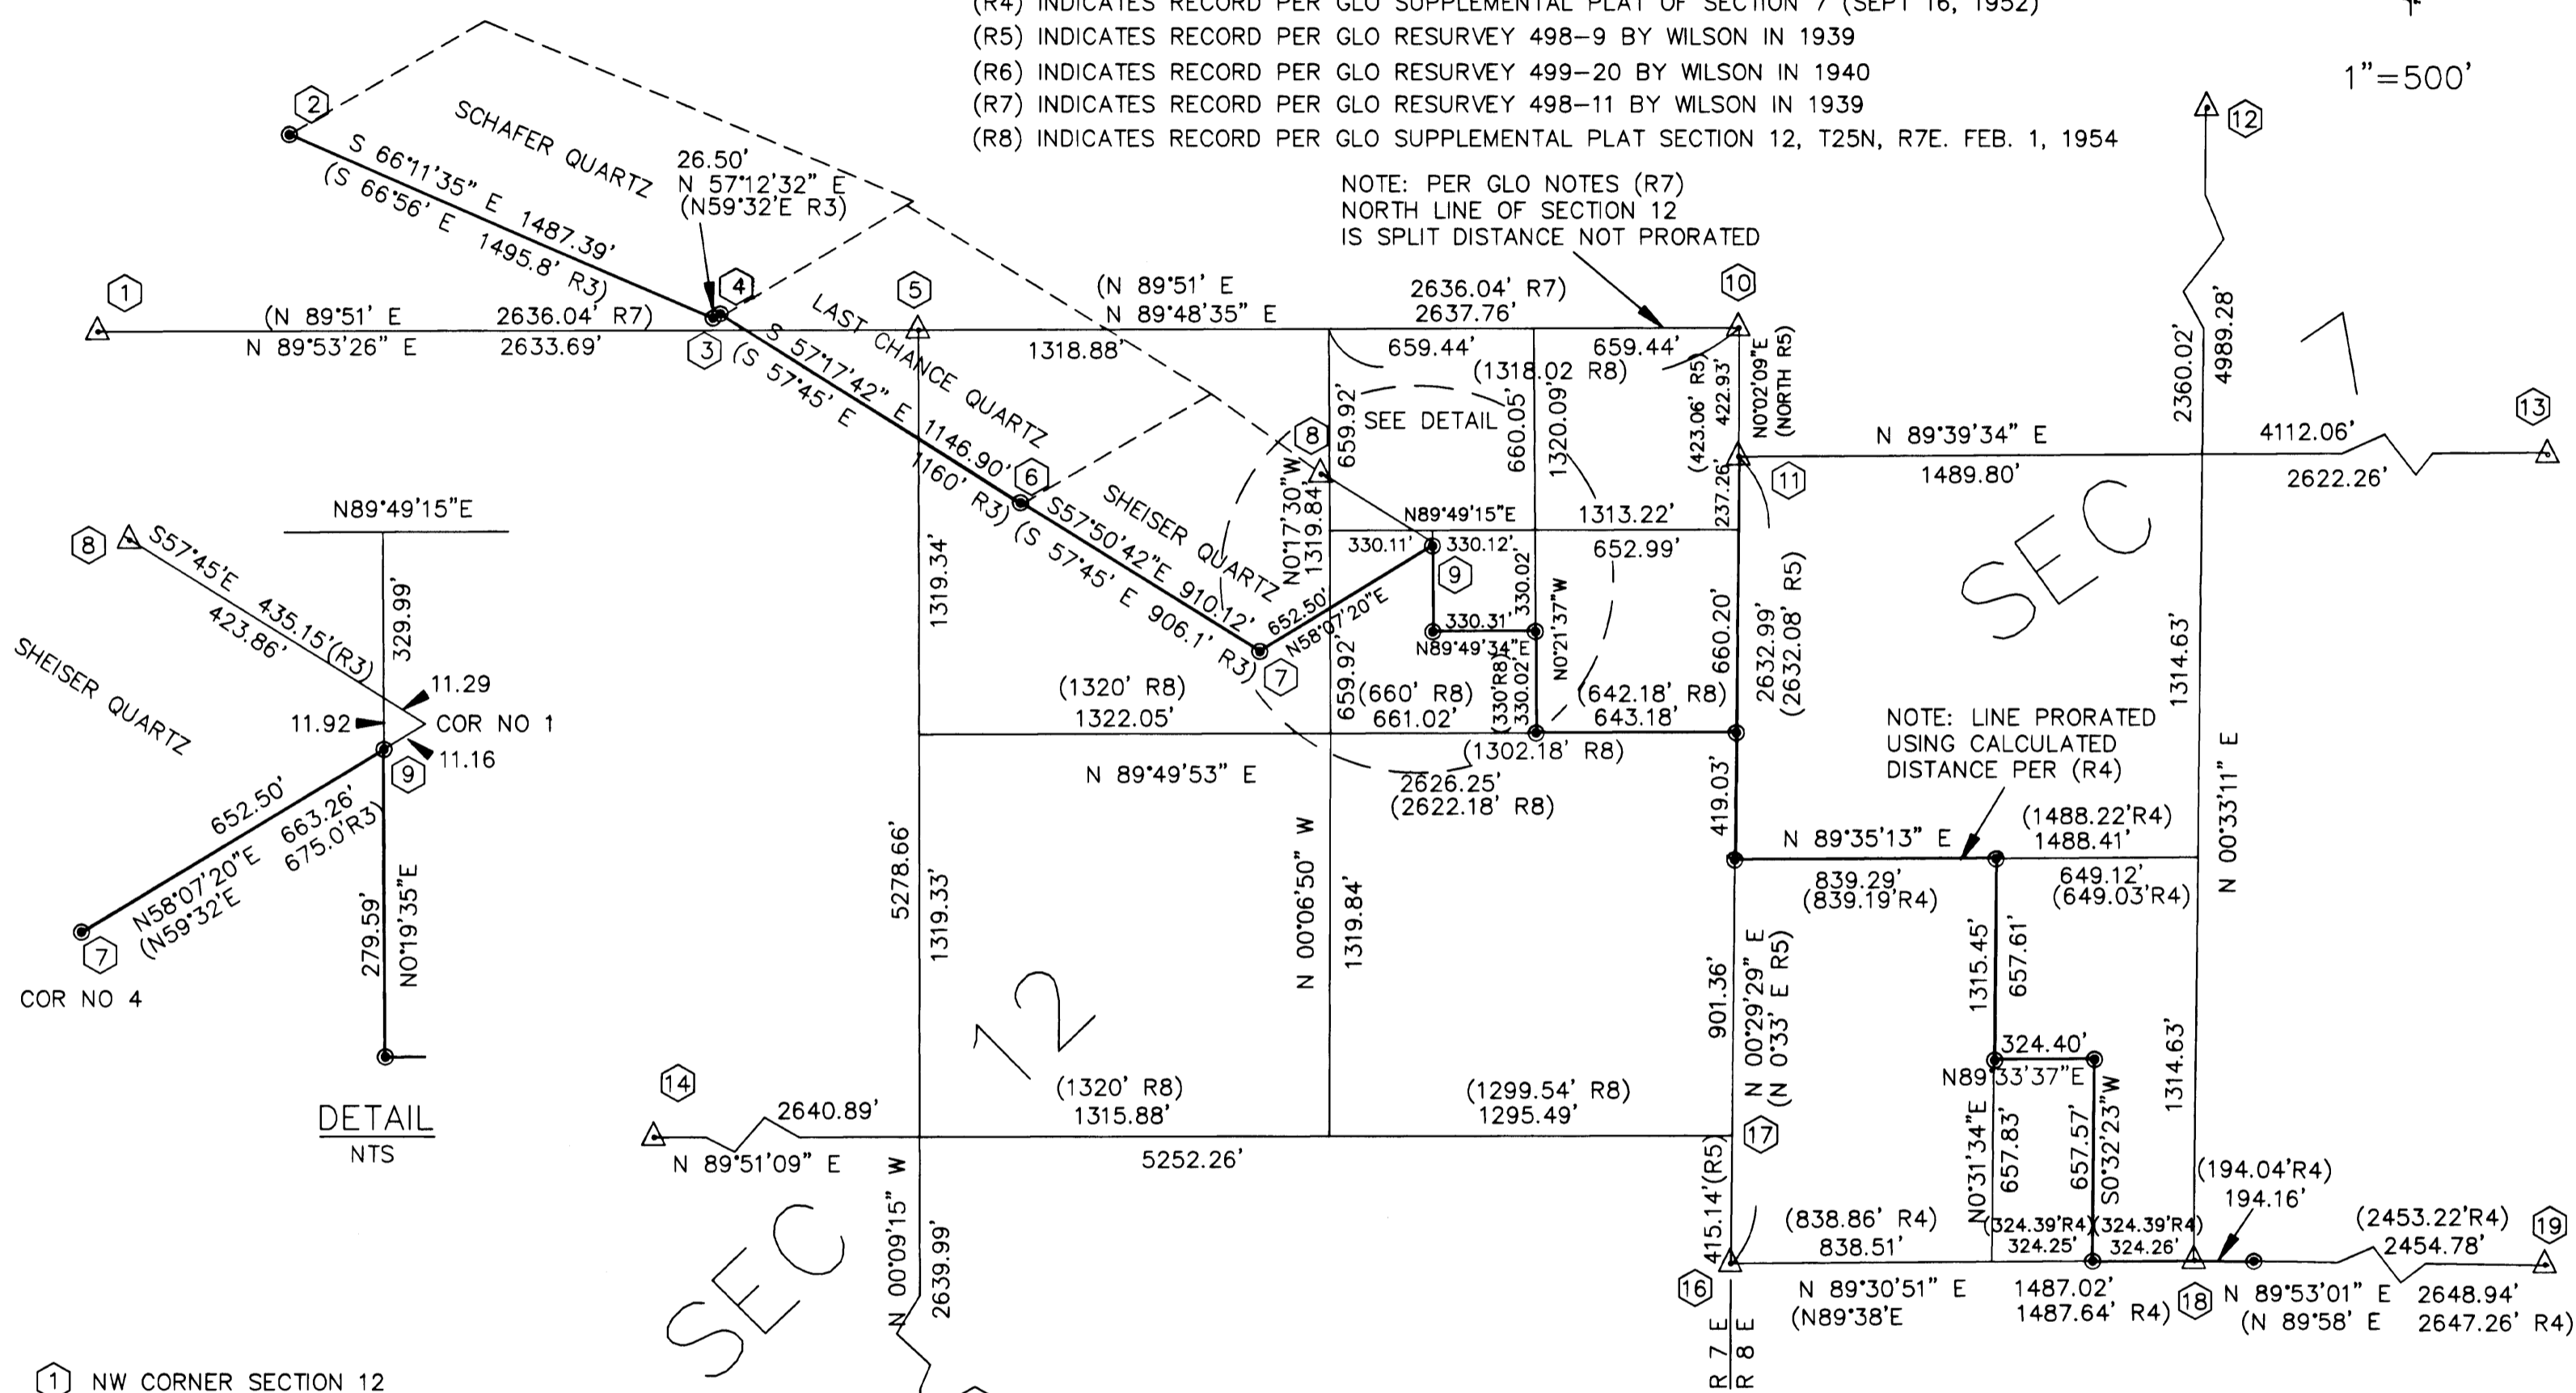 (R4) INDICATES RECORD PER GLO SUPPLEMENTAL PLAT OF SECTION 7 (SEPT 16, 1952)
(R5) INDICATES RECORD PER GLO RESURVEY 498-9 BY WILSON IN 1939
(R6) INDICATES RECORD PER GLO RESURVEY 499-20 BY WILSON IN 1940
(R7) INDICATES RECORD PER GLO RESURVEY 498-11 BY WILSON IN 1939
(R8) INDICATES RECORD PER GLO SUPPLEMENTAL PLAT SECTION 12, T25N, R7E. FEB. 1, 1954
1"=500'
NOTE: PER GLO NOTES (R7)
NORTH LINE OF SECTION 12
IS SPLIT DISTANCE NOT PRORATED
2
SCHAFER QUARTZ
S 66°11'35" E 1487.39'
(S 66°56' E 1495.8' R3)
26.50'
N 57°12'32" E
(N59°32'E R3)
12
1
(N 89°51' E 2636.04' R7)
N 89°53'26" E 2633.69'
3
4
5
LAST CHANCE QUARTZ
S 57°17'42" E 1146.90'
(S 57°45' E 1160' R3)
(N 89°51' E 2636.04' R7)
N 89°48'35" E 2637.76'
10
1318.88'
659.44'
659.44'
(1318.02 R8)
(423.06' R5)
422.93'
N0°02'09"E
(NORTH R5)
2360.02'
4989.28'
7
13
SEE DETAIL
8
659.92'
660.05'
1320.09'
N 89°39'34" E
1489.80'
4112.06'
2622.26'
11
237.26'
6
SHEISER QUARTZ
S57°50'42"E 910.12'
(S 57°45' E 906.1' R3)
N0°17'30"W
1319.84'
N89°49'15"E
1313.22'
330.11'
330.12'
652.99'
9
330.02'
N0°21'37"W
652.50'
N58°07'20"E
330.31'
N89°49'34"E
7
659.92'
(330'R8)
330.02'
660.20'
2632.99'
(2632.08' R5)
SEC
1314.63'
1319.34'
(1320' R8)
1322.05'
(660' R8)
661.02'
(642.18' R8)
643.18'
(1302.18' R8)
N 89°49'53" E
2626.25'
(2622.18' R8)
419.03'
NOTE: LINE PRORATED
USING CALCULATED
DISTANCE PER (R4)
N 00°33'11" E
N 89°35'13" E
(1488.22'R4)
1488.41'
839.29'
(839.19'R4)
649.12'
(649.03'R4)
N89°49'15"E
8
S57°45'E 435.15'(R3)
423.86'
329.99'
SHEISER QUARTZ
11.29
11.92
COR NO 1
11.16
9
652.50'
663.26'
N58°07'20"E
(N59°32'E 675.0'R3)
279.59'
N0°19'35"E
7
COR NO 4
DETAIL
NTS
5278.66'
1319.33'
N 00°06'50" W
1319.84'
901.36'
N 00°29'29" E
(N 0°33' E R5)
1315.45'
657.61'
324.40'
N89°33'37"E
1314.63'
12
14
2640.89'
N 89°51'09" E
(1320' R8)
1315.88'
(1299.54' R8)
1295.49'
5252.26'
17
N0°31'34"E
657.83'
657.57'
S0°32'23"W
SEC
N 00°09'15" W
2639.99'
415.14'(R5)
(838.86' R4)
838.51'
(324.39'R4)
324.25'
(324.39'R4)
324.26'
(194.04'R4)
194.16'
(2453.22'R4)
2454.78'
19
16
N 89°30'51" E 1487.02'
(N89°38'E 1487.64' R4)
18
N 89°53'01" E 2648.94'
(N 89°58' E 2647.26' R4)
R 7 E
R 8 E
1 NW CORNER SECTION 12